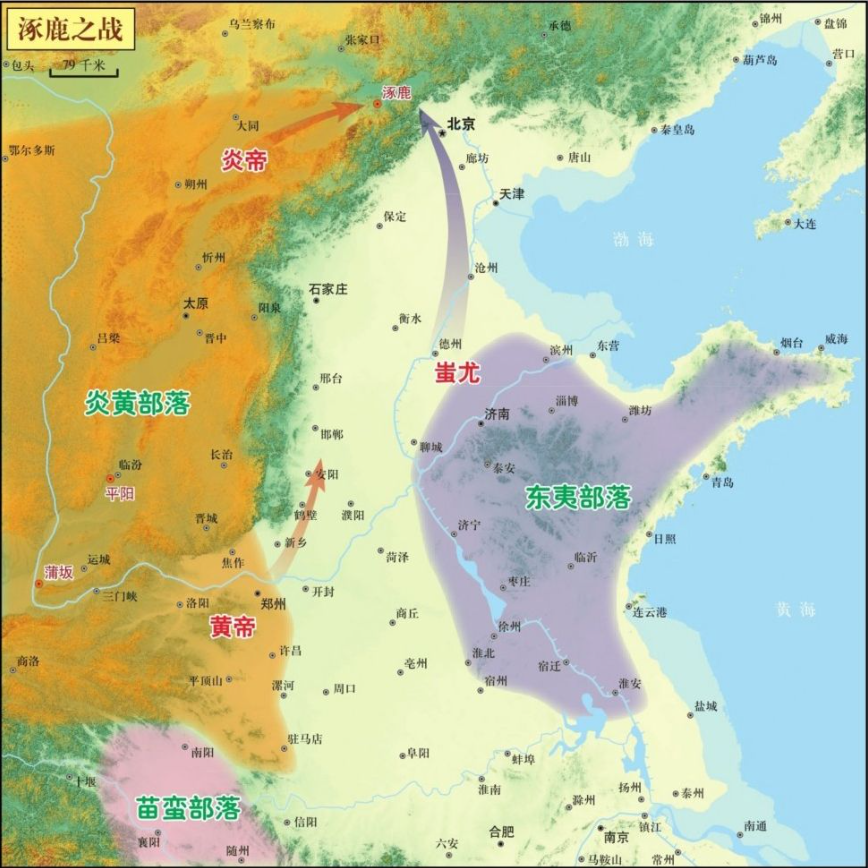 涿鹿之战
79 千米
乌兰察布
张家口
承德
锦州
盘锦
营口
葫芦岛
包头
涿鹿
北京
大同
炎帝
鄂尔多斯
朔州
廊坊
唐山
秦皇岛
天津
大连
保定
渤海
忻州
沧州
石家庄
太原
阳泉
晋中
吕梁
衡水
德州
滨州
东营
烟台
威海
蚩尤
邢台
炎黄部落
济南
淄博
潍坊
邯郸
聊城
长治
临汾
平阳
安阳
泰安
东夷部落
青岛
鹤壁
濮阳
晋城
新乡
济宁
日照
焦作
菏泽
临沂
运城
蒲坂
三门峡
枣庄
洛阳
郑州
开封
商丘
连云港
黄海
黄帝
徐州
许昌
淮北
宿迁
商洛
亳州
平顶山
漯河
周口
宿州
淮安
盐城
驻马店
南阳
阜阳
蚌埠
十堰
淮南
扬州
泰州
苗蛮部落
滁州
信阳
镇江
南通
襄阳
六安
合肥
南京
随州
马鞍山
常州